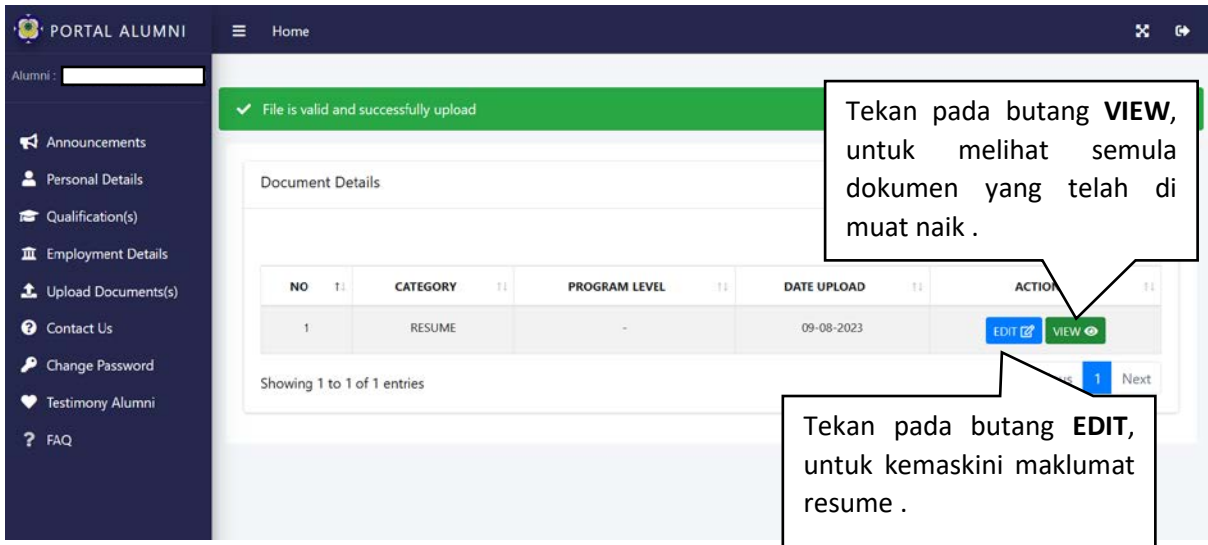 PORTAL ALUMNI
Home
Alumni :
File is valid and successfully upload
Tekan pada butang VIEW,
untuk melihat semula
dokumen yang telah di
muat naik .
Announcements
Personal Details
Qualification(s)
Employment Details
Upload Documents(s)
Contact Us
Change Password
Testimony Alumni
FAQ
Document Details
NO CATEGORY PROGRAM LEVEL DATE UPLOAD ACTION
1 RESUME - 09-08-2023 EDIT VIEW
Showing 1 to 1 of 1 entries
1 Next
Tekan pada butang EDIT,
untuk kemaskini maklumat
resume .